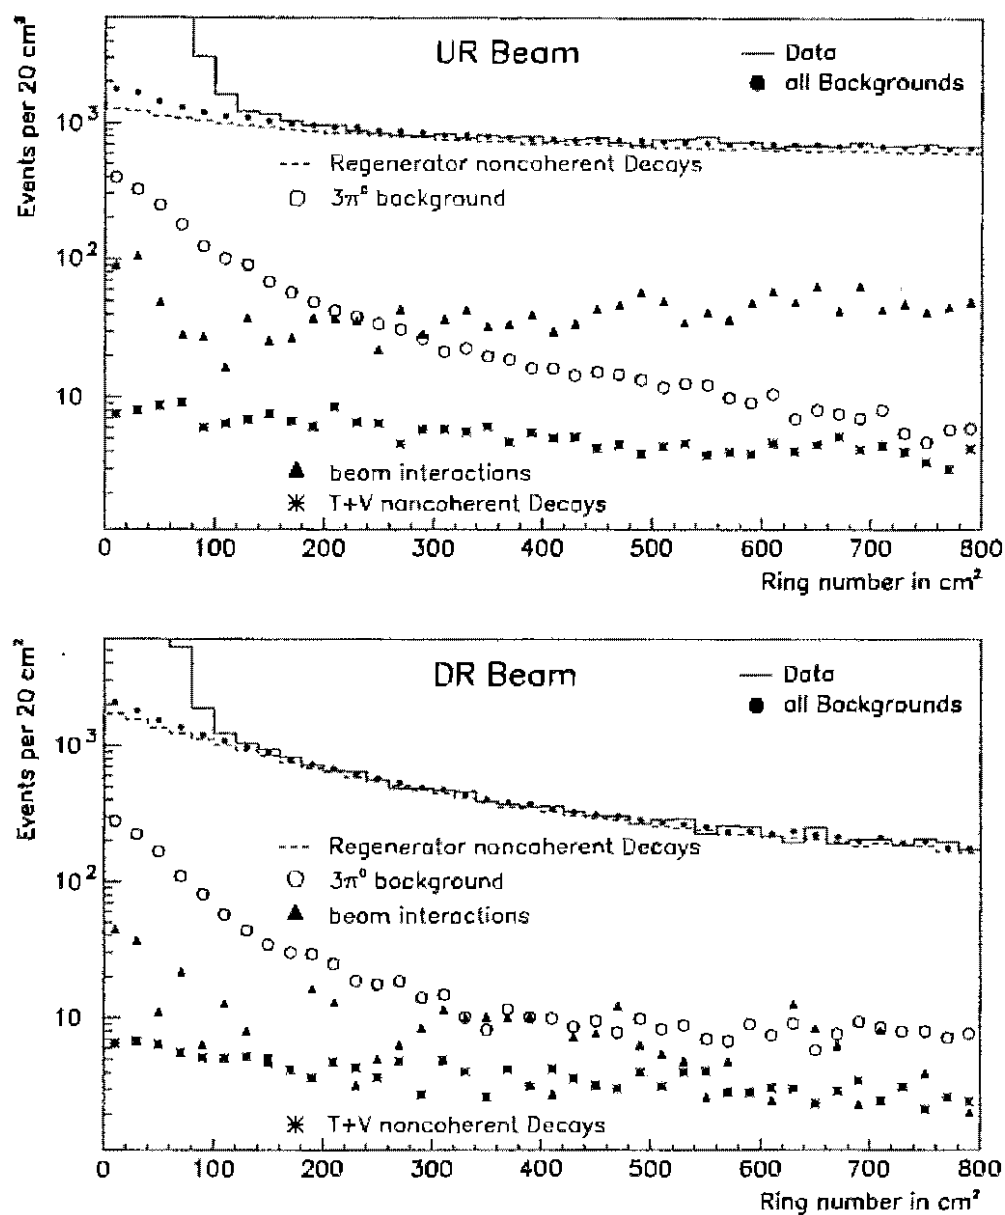 Events per 20 cm²
UR Beam
Data
all Backgrounds
10³
10²
10
Regenerator noncoherent Decays
3π⁰ background
beam interactions
T+V noncoherent Decays
0 100 200 300 400 500 600 700 800
Ring number in cm²
Events per 20 cm²
DR Beam
Data
all Backgrounds
10³
10²
10
Regenerator noncoherent Decays
3π⁰ background
beam interactions
T+V noncoherent Decays
0 100 200 300 400 500 600 700 800
Ring number in cm²